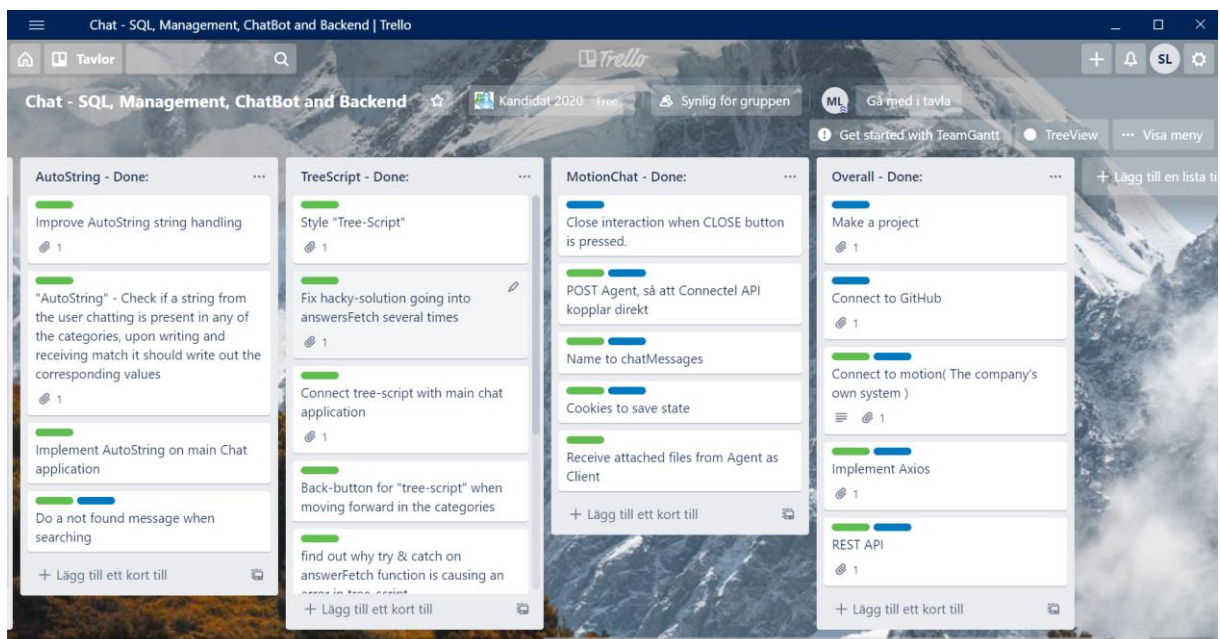 Chat - SQL, Management, ChatBot and Backend | Trello
Tavlor
Trello
+
SL
Chat - SQL, Management, ChatBot and Backend
Kandidat 2020 Free
Synlig för gruppen
ML
Gå med i tavla
Get started with TeamGantt
TreeView
··· Visa meny
AutoString - Done:
Improve AutoString string handling
1
"AutoString" - Check if a string from
the user chatting is present in any of
the categories, upon writing and
receiving match it should write out the
corresponding values
1
Implement AutoString on main Chat
application
Do a not found message when
searching
+ Lägg till ett kort till
TreeScript - Done:
Style "Tree-Script"
1
Fix hacky-solution going into
answersFetch several times
1
Connect tree-script with main chat
application
1
Back-button for "tree-script" when
moving forward in the categories
find out why try & catch on
answerFetch function is causing an
error in tree-script
+ Lägg till ett kort till
MotionChat - Done:
Close interaction when CLOSE button
is pressed.
POST Agent, så att Connectel API
kopplar direkt
Name to chatMessages
Cookies to save state
Receive attached files from Agent as
Client
+ Lägg till ett kort till
Overall - Done:
Make a project
1
Connect to GitHub
1
Connect to motion( The company's
own system )
1
Implement Axios
1
REST API
1
+ Lägg till ett kort till
+ Lägg till en lista ti